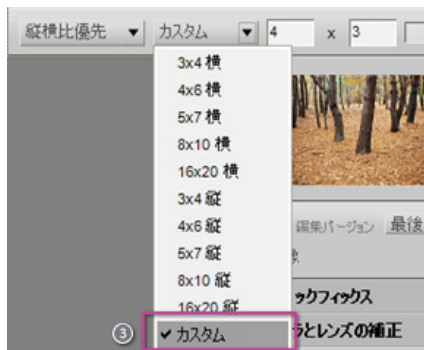 縦横比優先 ▼ カスタム ▼ 4 x 3
3x4 横
4x6 横
5x7 横
8x10 横
16x20 横
3x4 縦
4x6 縦
編集バージョン 最後
5x7 縦
8x10 縦
ックフィックス
16x20 縦
③ ✔ カスタム
とレンズの補正